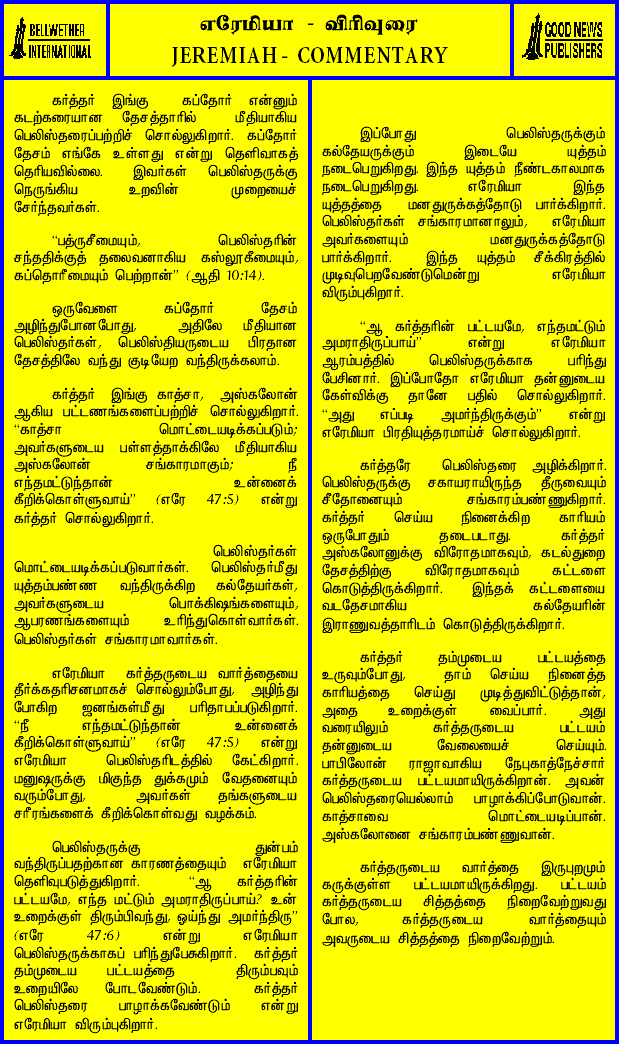 BELLWETHER
INTERNATIONAL
எரேமியா - விரிவுரை
JEREMIAH - COMMENTARY
GOOD NEWS
PUBLISHERS
கர்த்தர் இங்கு கப்தோர் என்னும்
கடற்கரையான தேசத்தாரில் மீதியாகிய
பெலிஸ்தரைப்பற்றிச் சொல்லுகிறார். கப்தோர்
தேசம் எங்கே உள்ளது என்று தெளிவாகத்
தெரியவில்லை. இவர்கள் பெலிஸ்தருக்கு
நெருங்கிய உறவின் முறையைச்
சேர்ந்தவர்கள்.
“பத்ருசீமையும், பெலிஸ்தரின்
சந்ததிக்குத் தலைவனாகிய கஸ்லூகீமையும்,
கப்தொரீமையும் பெற்றான்” (ஆதி 10:14).
ஒருவேளை கப்தோர் தேசம்
அழிந்துபோனபோது, அதிலே மீதியான
பெலிஸ்தர்கள், பெலிஸ்தியருடைய பிரதான
தேசத்திலே வந்து குடியேற வந்திருக்கலாம்.
கர்த்தர் இங்கு காத்சா, அஸ்கலோன்
ஆகிய பட்டணங்களைப்பற்றிச் சொல்லுகிறார்.
“காத்சா மொட்டையடிக்கப்படும்;
அவர்களுடைய பள்ளத்தாக்கிலே மீதியாகிய
அஸ்கலோன் சங்காரமாகும்; நீ
எந்தமட்டுந்தான் உன்னைக்
கீறிக்கொள்ளுவாய்” (எரே 47:5) என்று
கர்த்தர் சொல்லுகிறார்.
பெலிஸ்தர்கள்
மொட்டையடிக்கப்படுவார்கள். பெலிஸ்தர்மீது
யுத்தம்பண்ண வந்திருக்கிற கல்தேயர்கள்,
அவர்களுடைய பொக்கிஷங்களையும்,
ஆபரணங்களையும் உரிந்துகொள்வார்கள்.
பெலிஸ்தர்கள் சங்காரமாவார்கள்.
எரேமியா கர்த்தருடைய வார்த்தையை
தீர்க்கதரிசனமாகச் சொல்லும்போது, அழிந்து
போகிற ஜனங்கள்மீது பரிதாபப்படுகிறார்.
“நீ எந்தமட்டுந்தான் உன்னைக்
கீறிக்கொள்ளுவாய்” (எரே 47:5) என்று
எரேமியா பெலிஸ்தரிடத்தில் கேட்கிறார்.
மனுஷருக்கு மிகுந்த துக்கமும் வேதனையும்
வரும்போது, அவர்கள் தங்களுடைய
சரீரங்களைக் கீறிக்கொள்வது வழக்கம்.
பெலிஸ்தருக்கு துன்பம்
வந்திருப்பதற்கான காரணத்தையும் எரேமியா
தெளிவுபடுத்துகிறார். “ஆ கர்த்தரின்
பட்டயமே, எந்த மட்டும் அமராதிருப்பாய்? உன்
உறைக்குள் திரும்பிவந்து, ஓய்ந்து அமர்ந்திரு”
(எரே 47:6) என்று எரேமியா
பெலிஸ்தருக்காகப் பரிந்துபேசுகிறார். கர்த்தர்
தம்முடைய பட்டயத்தை திரும்பவும்
உறையிலே போடவேண்டும். கர்த்தர்
பெலிஸ்தரை பாழாக்கவேண்டும் என்று
எரேமியா விரும்புகிறார்.
இப்போது பெலிஸ்தருக்கும்
கல்தேயருக்கும் இடையே யுத்தம்
நடைபெறுகிறது. இந்த யுத்தம் நீண்டகாலமாக
நடைபெறுகிறது. எரேமியா இந்த
யுத்தத்தை மனதுருக்கத்தோடு பார்க்கிறார்.
பெலிஸ்தர்கள் சங்காரமானாலும், எரேமியா
அவர்களையும் மனதுருக்கத்தோடு
பார்க்கிறார். இந்த யுத்தம் சீக்கிரத்தில்
முடிவுபெறவேண்டுமென்று எரேமியா
விரும்புகிறார்.
“ஆ கர்த்தரின் பட்டயமே, எந்தமட்டும்
அமராதிருப்பாய்” என்று எரேமியா
ஆரம்பத்தில் பெலிஸ்தருக்காக பரிந்து
பேசினார். இப்போதோ எரேமியா தன்னுடைய
கேள்விக்கு தானே பதில் சொல்லுகிறார்.
“அது எப்படி அமர்ந்திருக்கும்” என்று
எரேமியா பிரதியுத்தரமாய்ச் சொல்லுகிறார்.
கர்த்தரே பெலிஸ்தரை அழிக்கிறார்.
பெலிஸ்தருக்கு சகாயராயிருந்த தீருவையும்
சீதோனையும் சங்காரம்பண்ணுகிறார்.
கர்த்தர் செய்ய நினைக்கிற காரியம்
ஒருபோதும் தடைபடாது. கர்த்தர்
அஸ்கலோனுக்கு விரோதமாகவும், கடல்துறை
தேசத்திற்கு விரோதமாகவும் கட்டளை
கொடுத்திருக்கிறார். இந்தக் கட்டளையை
வடதேசமாகிய கல்தேயரின்
இராணுவத்தாரிடம் கொடுத்திருக்கிறார்.
கர்த்தர் தம்முடைய பட்டயத்தை
உருவும்போது, தாம் செய்ய நினைத்த
காரியத்தை செய்து முடித்துவிட்டுத்தான்,
அதை உறைக்குள் வைப்பார். அது
வரையிலும் கர்த்தருடைய பட்டயம்
தன்னுடைய வேலையைச் செய்யும்.
பாபிலோன் ராஜாவாகிய நேபுகாத்நேச்சார்
கர்த்தருடைய பட்டயமாயிருக்கிறான். அவன்
பெலிஸ்தரையெல்லாம் பாழாக்கிப்போடுவான்.
காத்சாவை மொட்டையடிப்பான்.
அஸ்கலோனை சங்காரம்பண்ணுவான்.
கர்த்தருடைய வார்த்தை இருபுறமும்
கருக்குள்ள பட்டயமாயிருக்கிறது. பட்டயம்
கர்த்தருடைய சித்தத்தை நிறைவேற்றுவது
போல, கர்த்தருடைய வார்த்தையும்
அவருடைய சித்தத்தை நிறைவேற்றும்.